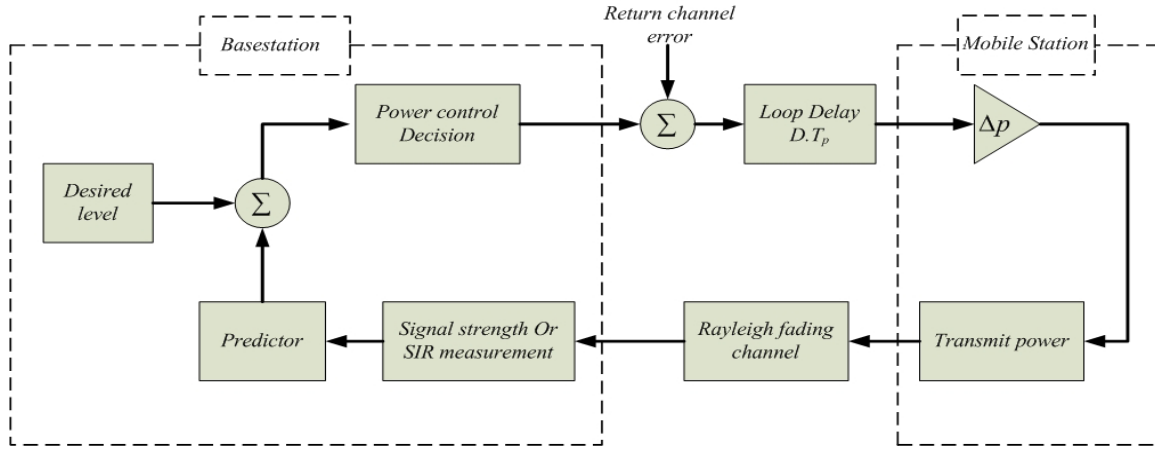 Return channel
error
Basestation
Mobile Station
Power control
Decision
Σ
Loop Delay
D.Tₚ
Δp
Desired
level
Σ
Predictor
Signal strength Or
SIR measurement
Rayleigh fading
channel
Transmit power